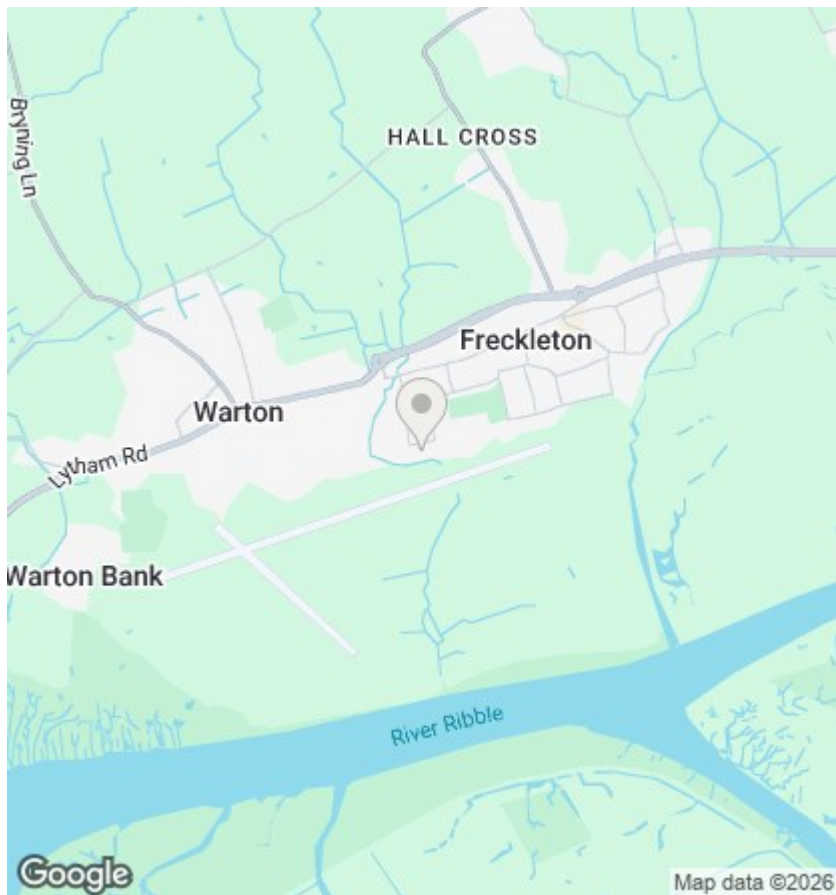 Bryning Ln
HALL CROSS
Freckleton
Warton
Lytham Rd
Warton Bank
River Ribble
Google
Map data ©2026